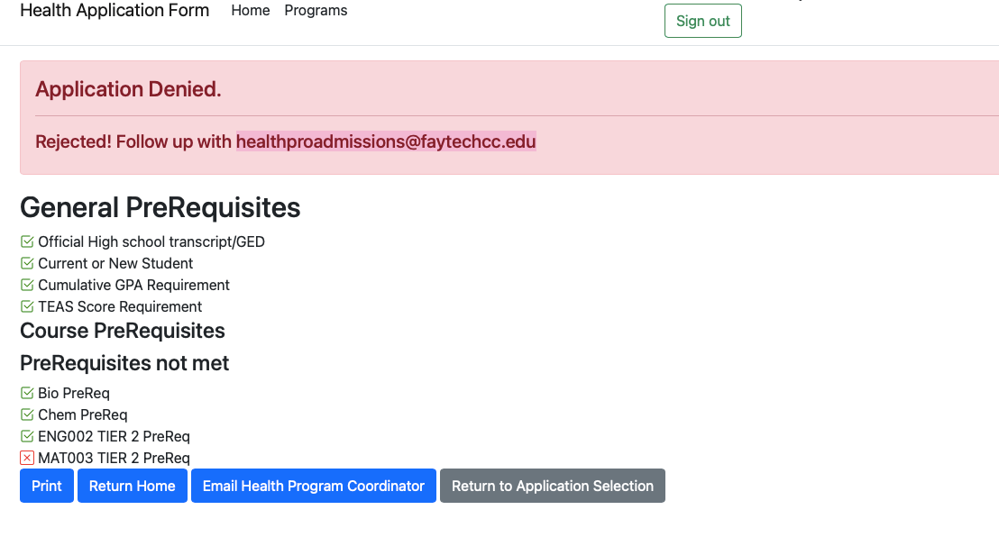 Health Application Form Home Programs
Sign out
Application Denied.
Rejected! Follow up with healthproadmissions@faytechcc.edu
General PreRequisites
Official High school transcript/GED
Current or New Student
Cumulative GPA Requirement
TEAS Score Requirement
Course PreRequisites
PreRequisites not met
Bio PreReq
Chem PreReq
ENG002 TIER 2 PreReq
MAT003 TIER 2 PreReq
Print Return Home Email Health Program Coordinator Return to Application Selection